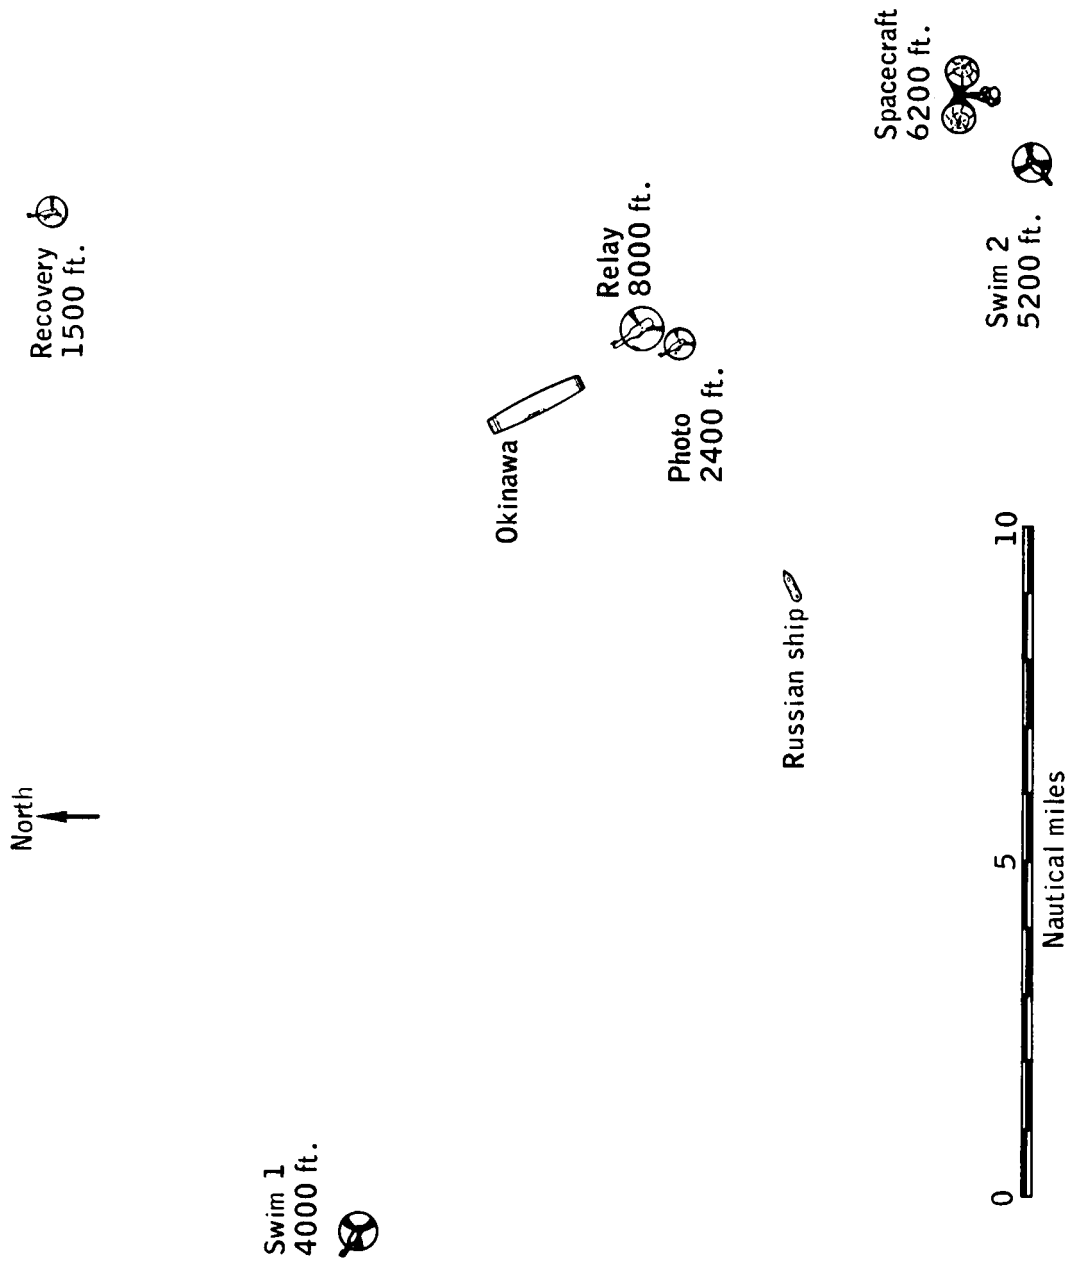 North
Recovery
1500 ft.
Swim 1
4000 ft.
Okinawa
Relay
8000 ft.
Photo
2400 ft.
Russian ship
Spacecraft
6200 ft.
Swim 2
5200 ft.
0
5
10
Nautical miles